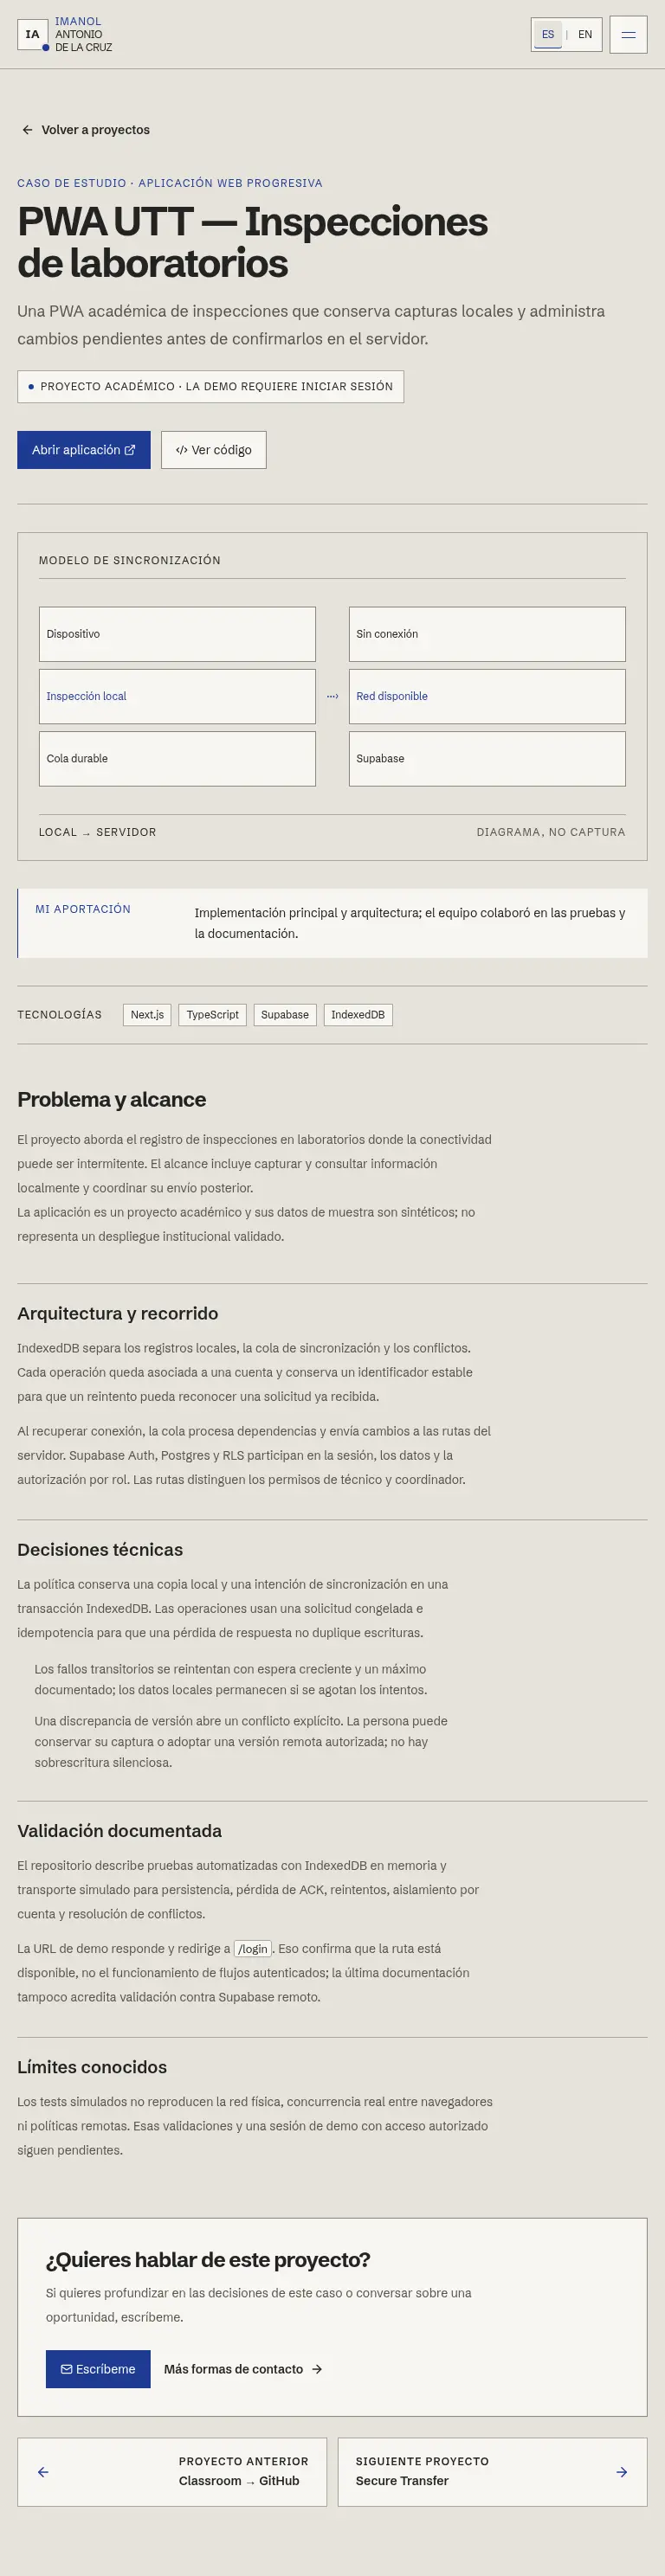 IA
IMANOL
ANTONIO
DE LA CRUZ
ES | EN
← Volver a proyectos
CASO DE ESTUDIO · APLICACIÓN WEB PROGRESIVA
PWA UTT — Inspecciones
de laboratorios
Una PWA académica de inspecciones que conserva capturas locales y administra
cambios pendientes antes de confirmarlos en el servidor.
PROYECTO ACADÉMICO · LA DEMO REQUIERE INICIAR SESIÓN
Abrir aplicación
Ver código
MODELO DE SINCRONIZACIÓN
Dispositivo
Inspección local
Cola durable
Sin conexión
Red disponible
Supabase
LOCAL → SERVIDOR
DIAGRAMA, NO CAPTURA
MI APORTACIÓN
Implementación principal y arquitectura; el equipo colaboró en las pruebas y
la documentación.
TECNOLOGÍAS
Next.js
TypeScript
Supabase
IndexedDB
Problema y alcance
El proyecto aborda el registro de inspecciones en laboratorios donde la conectividad
puede ser intermitente. El alcance incluye capturar y consultar información
localmente y coordinar su envío posterior.
La aplicación es un proyecto académico y sus datos de muestra son sintéticos; no
representa un despliegue institucional validado.
Arquitectura y recorrido
IndexedDB separa los registros locales, la cola de sincronización y los conflictos.
Cada operación queda asociada a una cuenta y conserva un identificador estable
para que un reintento pueda reconocer una solicitud ya recibida.
Al recuperar conexión, la cola procesa dependencias y envía cambios a las rutas del
servidor. Supabase Auth, Postgres y RLS participan en la sesión, los datos y la
autorización por rol. Las rutas distinguen los permisos de técnico y coordinador.
Decisiones técnicas
La política conserva una copia local y una intención de sincronización en una
transacción IndexedDB. Las operaciones usan una solicitud congelada e
idempotencia para que una pérdida de respuesta no duplique escrituras.
Los fallos transitorios se reintentan con espera creciente y un máximo
documentado; los datos locales permanecen si se agotan los intentos.
Una discrepancia de versión abre un conflicto explícito. La persona puede
conservar su captura o adoptar una versión remota autorizada; no hay
sobrescritura silenciosa.
Validación documentada
El repositorio describe pruebas automatizadas con IndexedDB en memoria y
transporte simulado para persistencia, pérdida de ACK, reintentos, aislamiento por
cuenta y resolución de conflictos.
La URL de demo responde y redirige a /login. Eso confirma que la ruta está
disponible, no el funcionamiento de flujos autenticados; la última documentación
tampoco acredita validación contra Supabase remoto.
Límites conocidos
Los tests simulados no reproducen la red física, concurrencia real entre navegadores
ni políticas remotas. Esas validaciones y una sesión de demo con acceso autorizado
siguen pendientes.
¿Quieres hablar de este proyecto?
Si quieres profundizar en las decisiones de este caso o conversar sobre una
oportunidad, escríbeme.
Escríbeme
Más formas de contacto →
← PROYECTO ANTERIOR
Classroom → GitHub
SIGUIENTE PROYECTO →
Secure Transfer